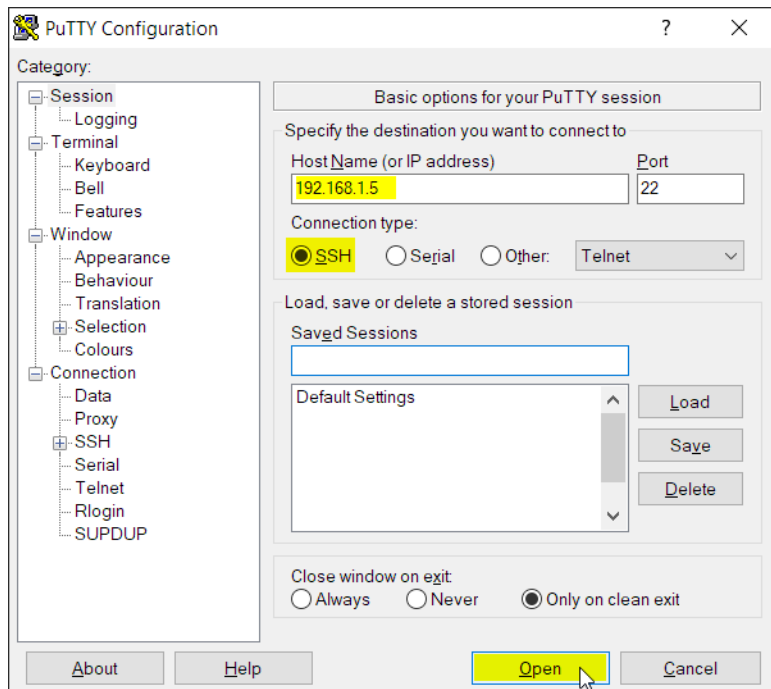 PuTTY Configuration
?
Category:
Session
Logging
Terminal
Keyboard
Bell
Features
Window
Appearance
Behaviour
Translation
Selection
Colours
Connection
Data
Proxy
SSH
Serial
Telnet
Rlogin
SUPDUP
Basic options for your PuTTY session
Specify the destination you want to connect to
Host Name (or IP address) Port
192.168.1.5 22
Connection type:
SSH Serial Other: Telnet
Load, save or delete a stored session
Saved Sessions
Default Settings
Load
Save
Delete
Close window on exit:
Always Never Only on clean exit
About Help Open Cancel